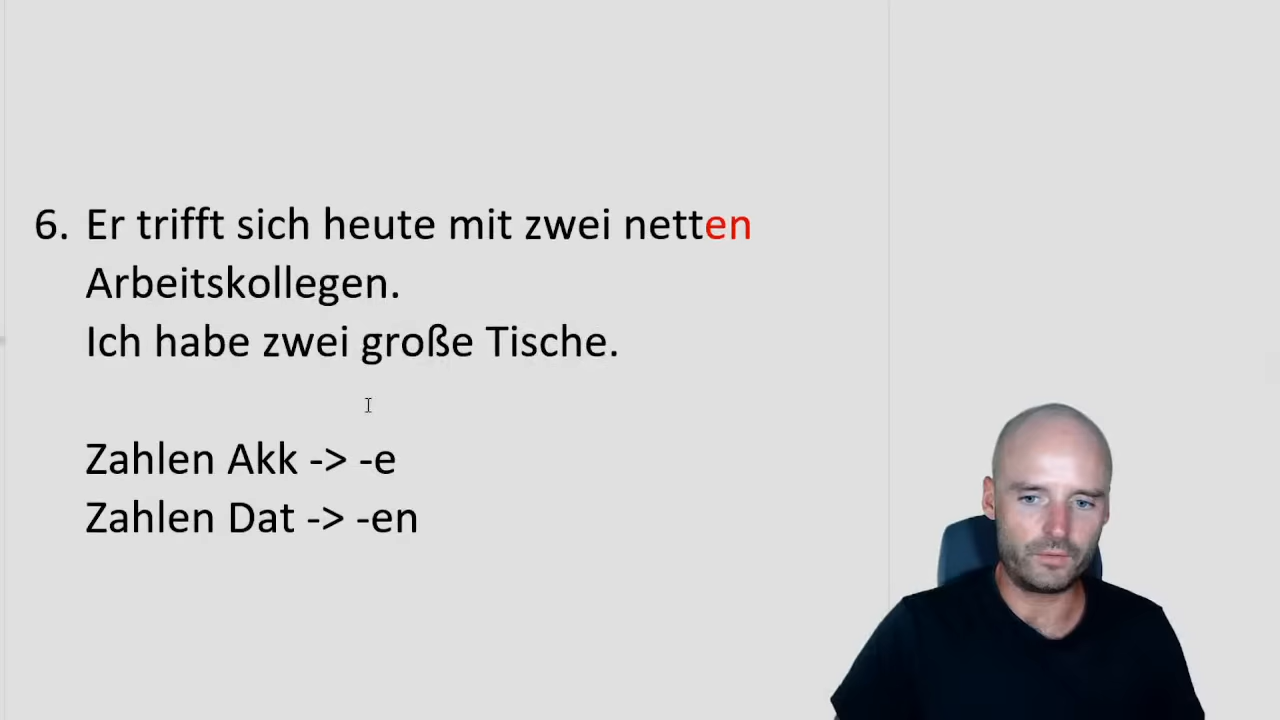 6. Er trifft sich heute mit zwei netten
Arbeitskollegen.
Ich habe zwei große Tische.
Zahlen Akk -> -e
Zahlen Dat -> -en